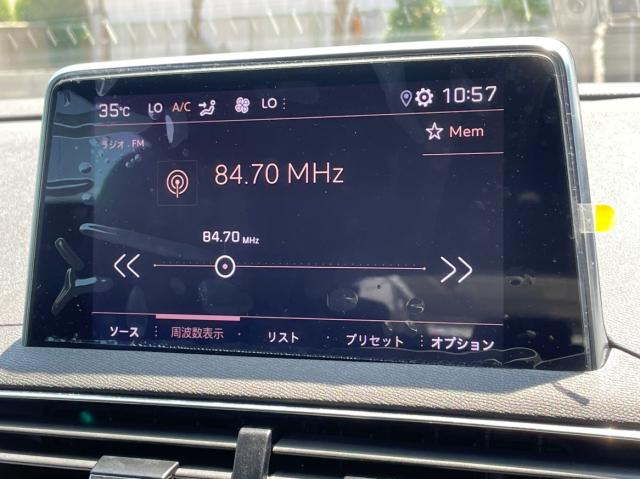 35℃ LO A/C LO 10:57
ラジオ . FM
Mem
84.70 MHz
84.70 MHz
ソース 周波数表示 リスト プリセット オプション